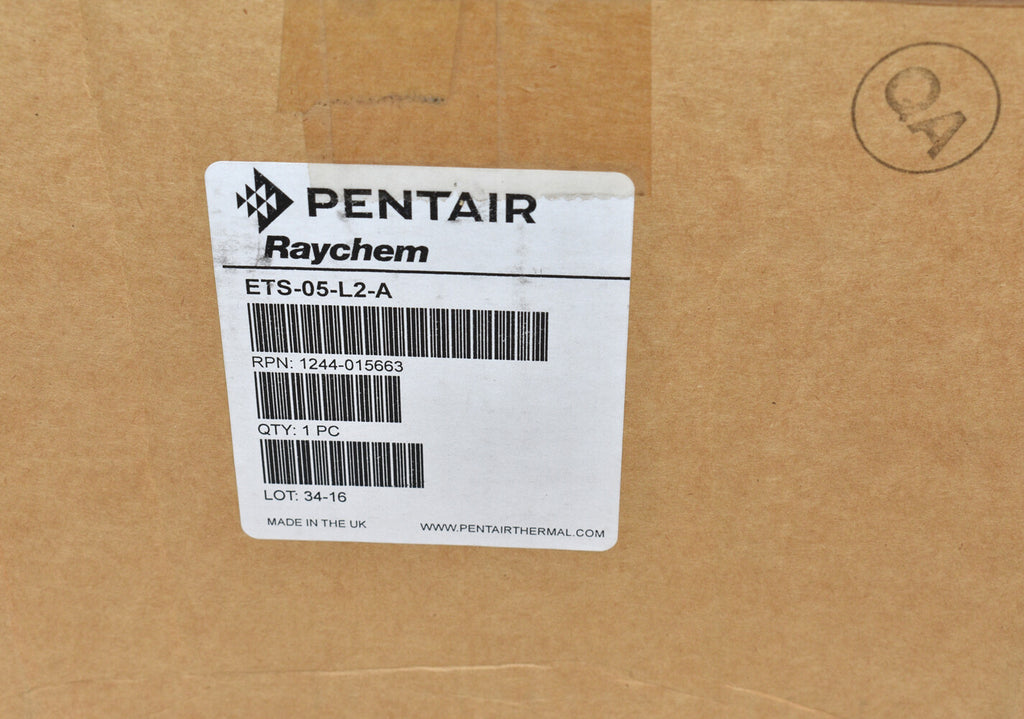 PENTAIR
Raychem
ETS-05-L2-A
RPN: 1244-015663
QTY: 1 PC
LOT: 34-16
MADE IN THE UK
WWW.PENTAIRTHERMAL.COM
QA